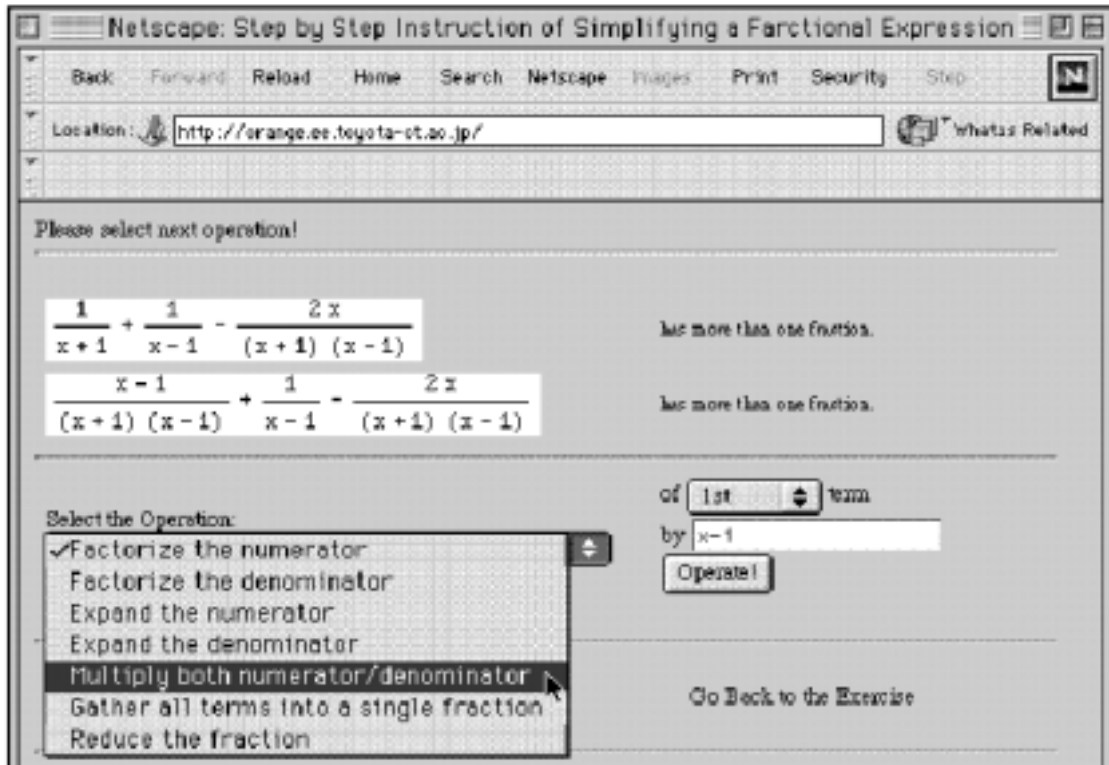 Netscape: Step by Step Instruction of Simplifying a Farctional Expression
Back Forward Reload Home Search Netscape Images Print Security Stop N
Location: http://orange.ee.toyota-ct.ac.jp/ What's Related
Please select next operation!
1/(x + 1) + 1/(x - 1) - 2 x/((x + 1) (x - 1)) has more than one fraction.
(x - 1)/((x + 1) (x - 1)) + 1/(x - 1) - 2 x/((x + 1) (x - 1)) has more than one fraction.
of 1st term
Select the Operation:
by x-1
✓Factorize the numerator
Operate!
Factorize the denominator
Expand the numerator
Expand the denominator
Multiply both numerator/denominator
Go Back to the Exercise
Gather all terms into a single fraction
Reduce the fraction